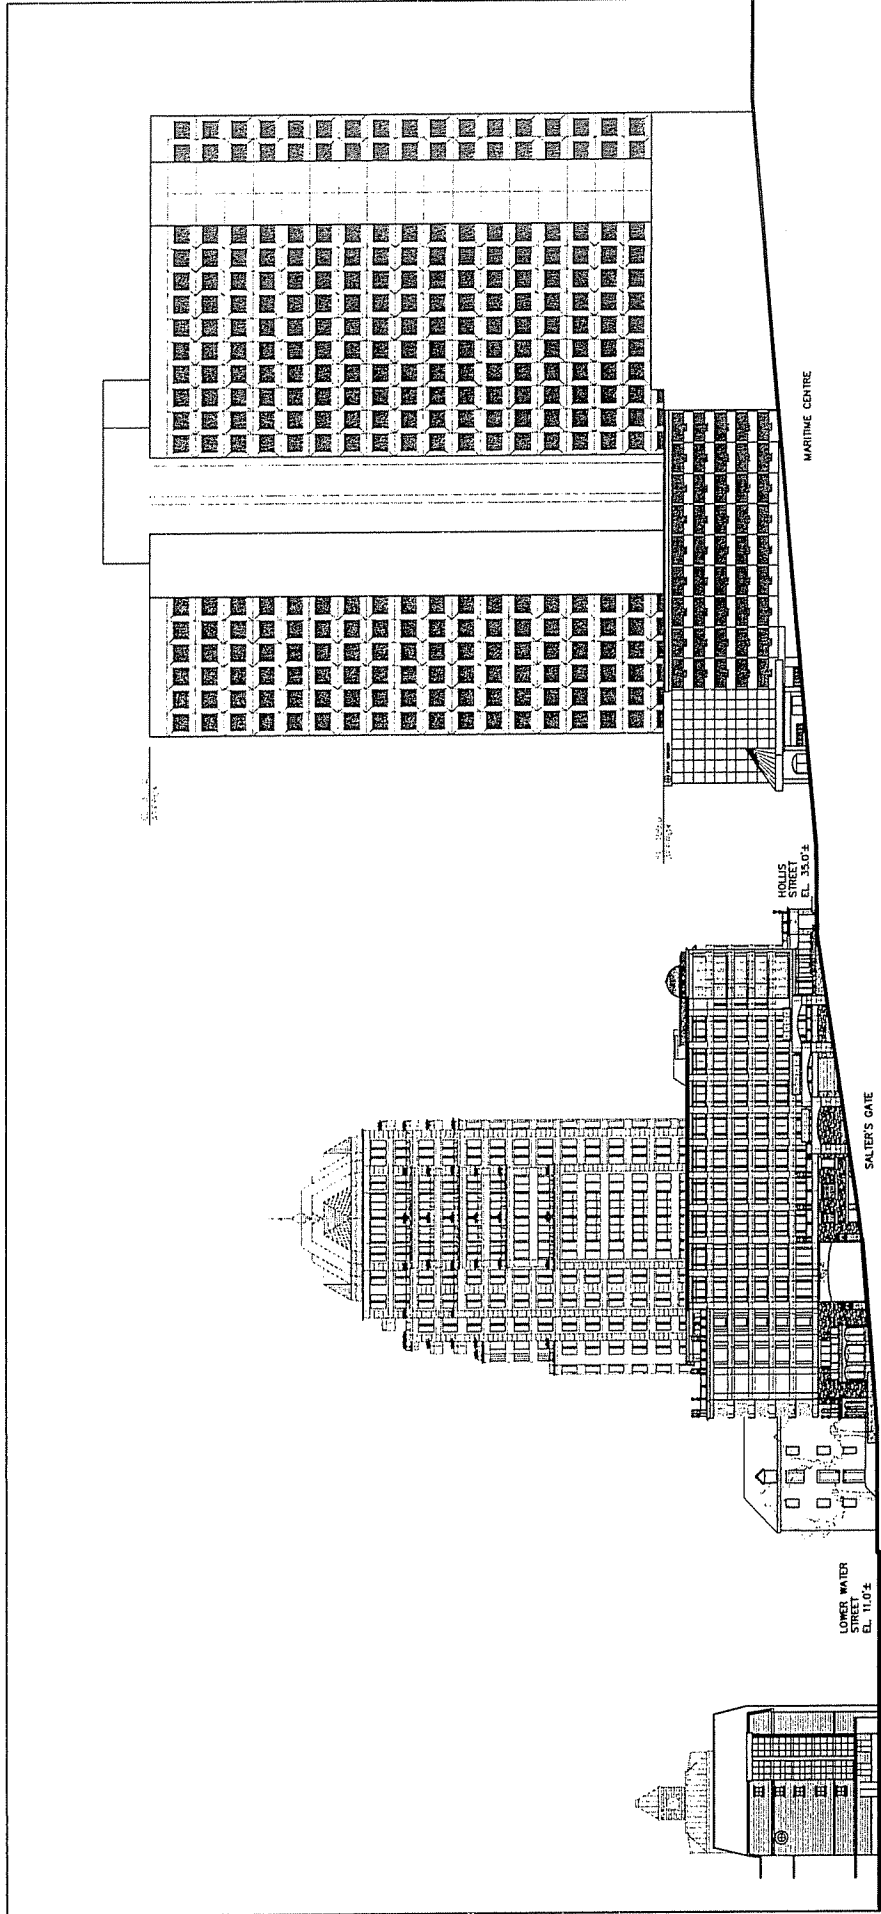 MARITIME CENTRE
HOLLIS
STREET
EL. 35.0'±
SALTER'S GATE
LOWER WATER
STREET
EL. 11.0'±